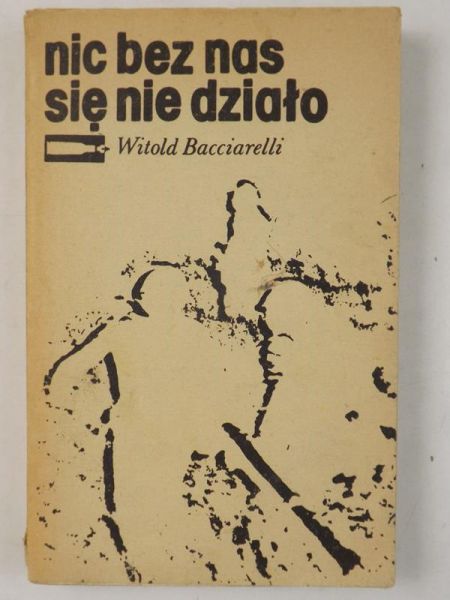 nic bez nas
się nie działo
Witold Bacciarelli